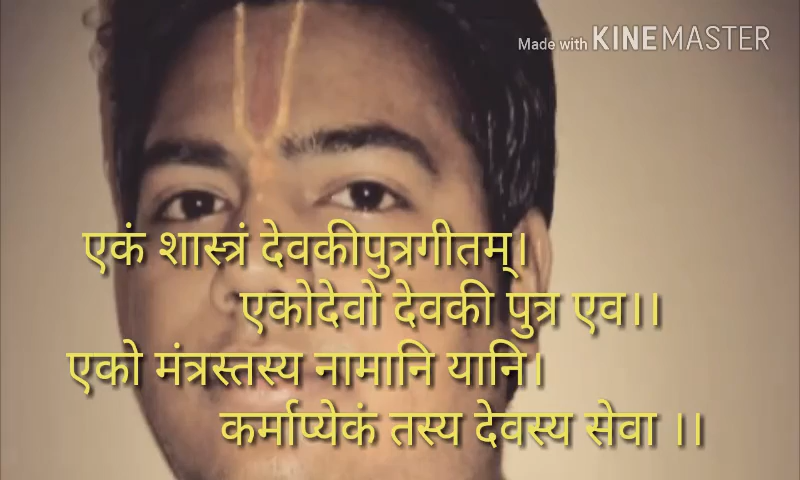 Made with KINEMASTER
एकं शास्त्रं देवकीपुत्रगीतम्।
एकोदेवो देवकी पुत्र एव।।
एको मंत्रस्तस्य नामानि यानि।
कर्माप्येकं तस्य देवस्य सेवा ।।